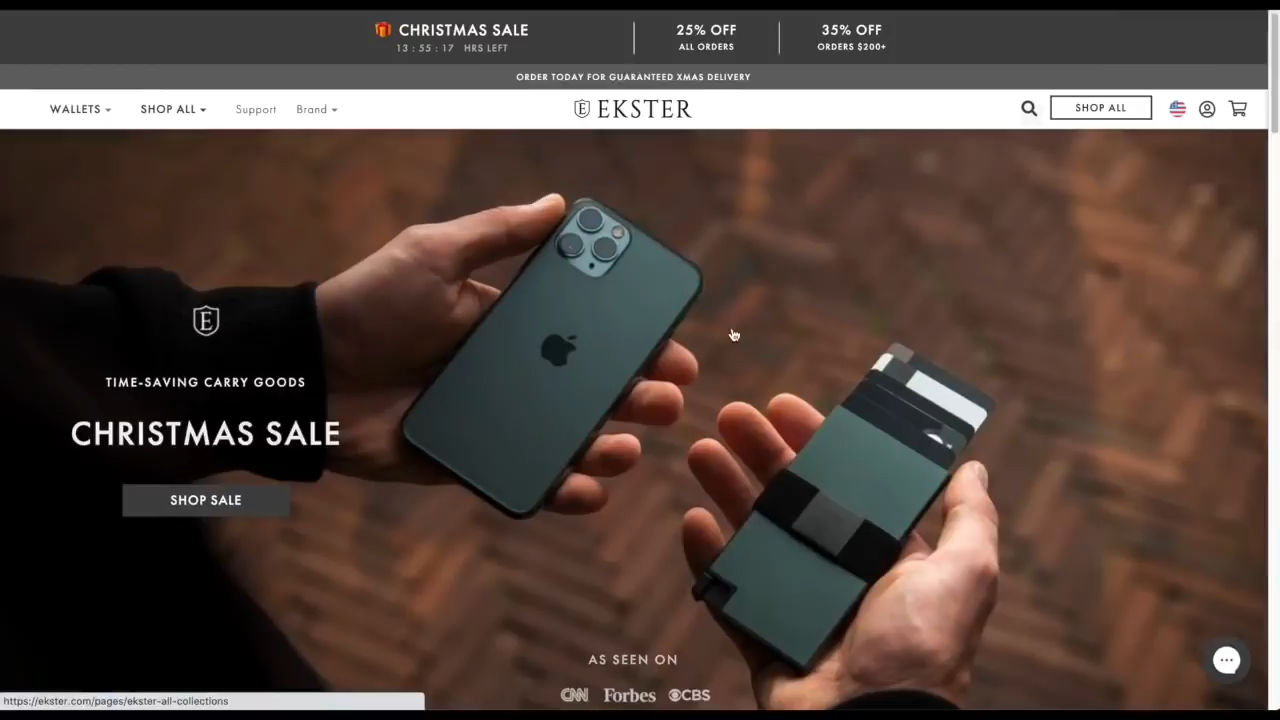 CHRISTMAS SALE
13 : 55 : 17 HRS LEFT
25% OFF
ALL ORDERS
35% OFF
ORDERS $200+
ORDER TODAY FOR GUARANTEED XMAS DELIVERY
WALLETS
SHOP ALL
Support
Brand
EKSTER
SHOP ALL
E
TIME-SAVING CARRY GOODS
CHRISTMAS SALE
SHOP SALE
AS SEEN ON
CNN Forbes CBS
https://ekster.com/pages/ekster-all-collections